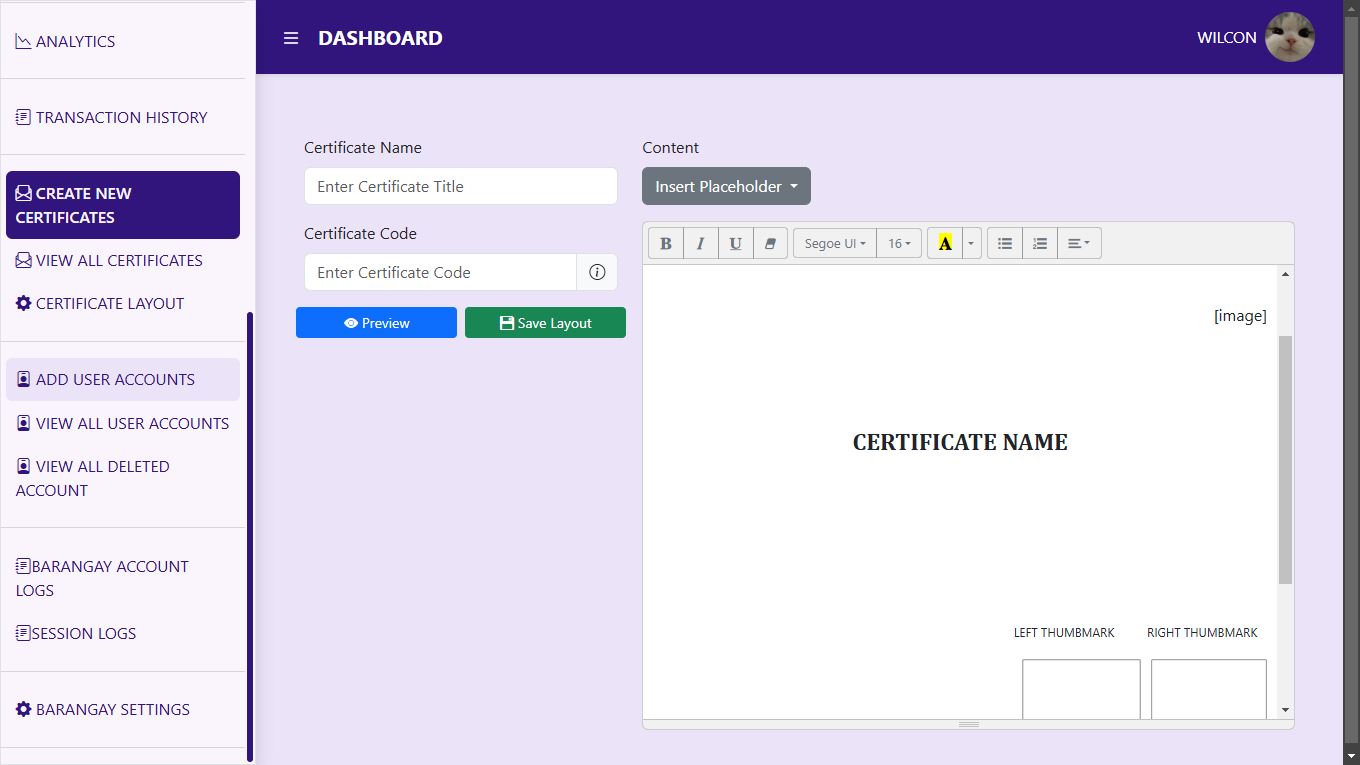 ANALYTICS
TRANSACTION HISTORY
CREATE NEW
CERTIFICATES
VIEW ALL CERTIFICATES
CERTIFICATE LAYOUT
ADD USER ACCOUNTS
VIEW ALL USER ACCOUNTS
VIEW ALL DELETED
ACCOUNT
BARANGAY ACCOUNT
LOGS
SESSION LOGS
BARANGAY SETTINGS
DASHBOARD
WILCON
Certificate Name
Enter Certificate Title
Certificate Code
Enter Certificate Code
Preview
Save Layout
Content
Insert Placeholder
B I U Segoe UI 16 A
[image]
CERTIFICATE NAME
LEFT THUMBMARK RIGHT THUMBMARK